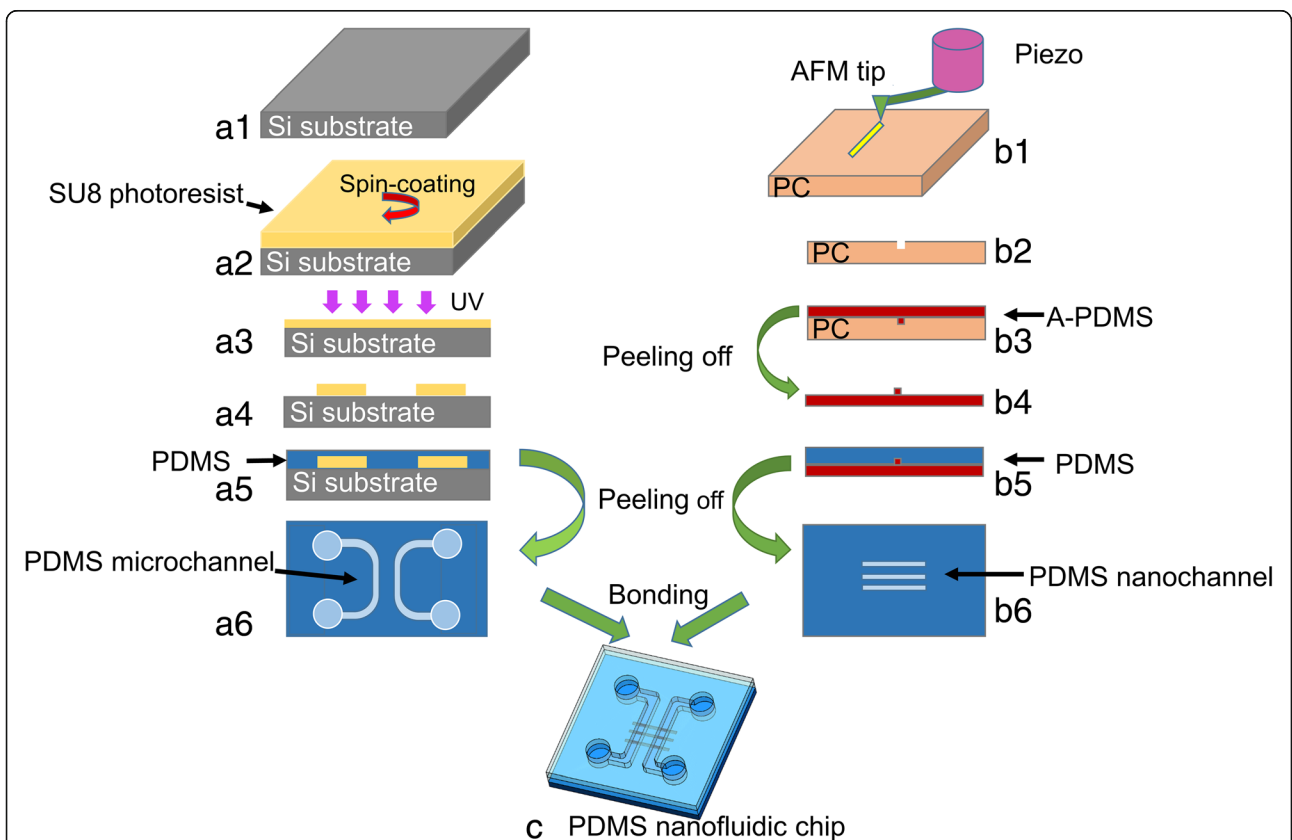 a1
Si substrate
SU8 photoresist
Spin-coating
a2
Si substrate
UV
a3
Si substrate
a4
Si substrate
PDMS
a5
Si substrate
PDMS microchannel
a6
AFM tip
Piezo
PC
b1
PC
b2
A-PDMS
PC
b3
Peeling off
b4
PDMS
b5
Peeling off
PDMS nanochannel
b6
Bonding
c PDMS nanofluidic chip